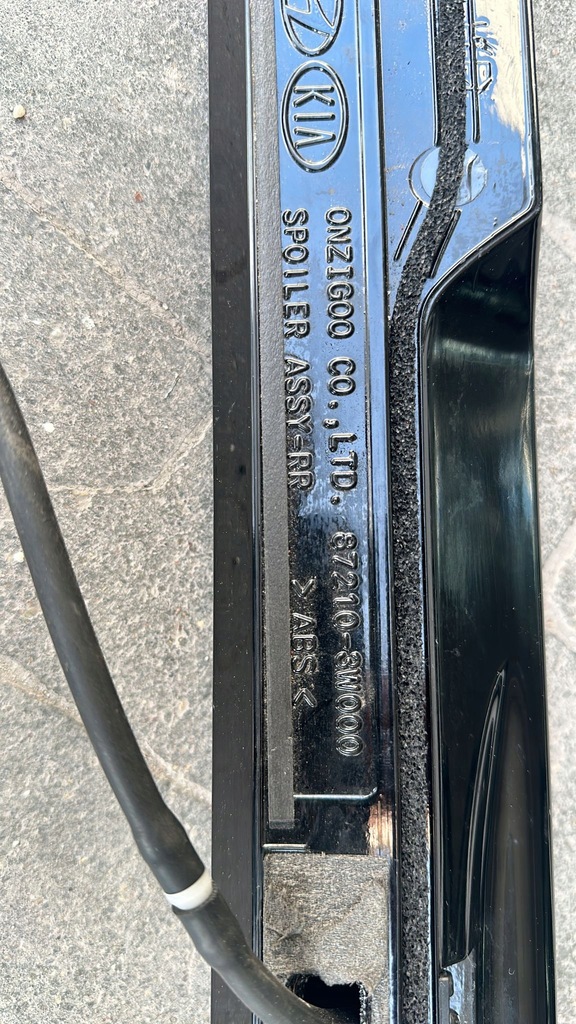 KIA
ONZIGOO CO.,LTD. 87210-3W000
SPOILER ASSY-RR >ABS<